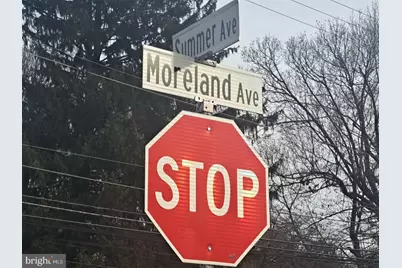 Summer Ave
Moreland Ave
STOP
bright MLS